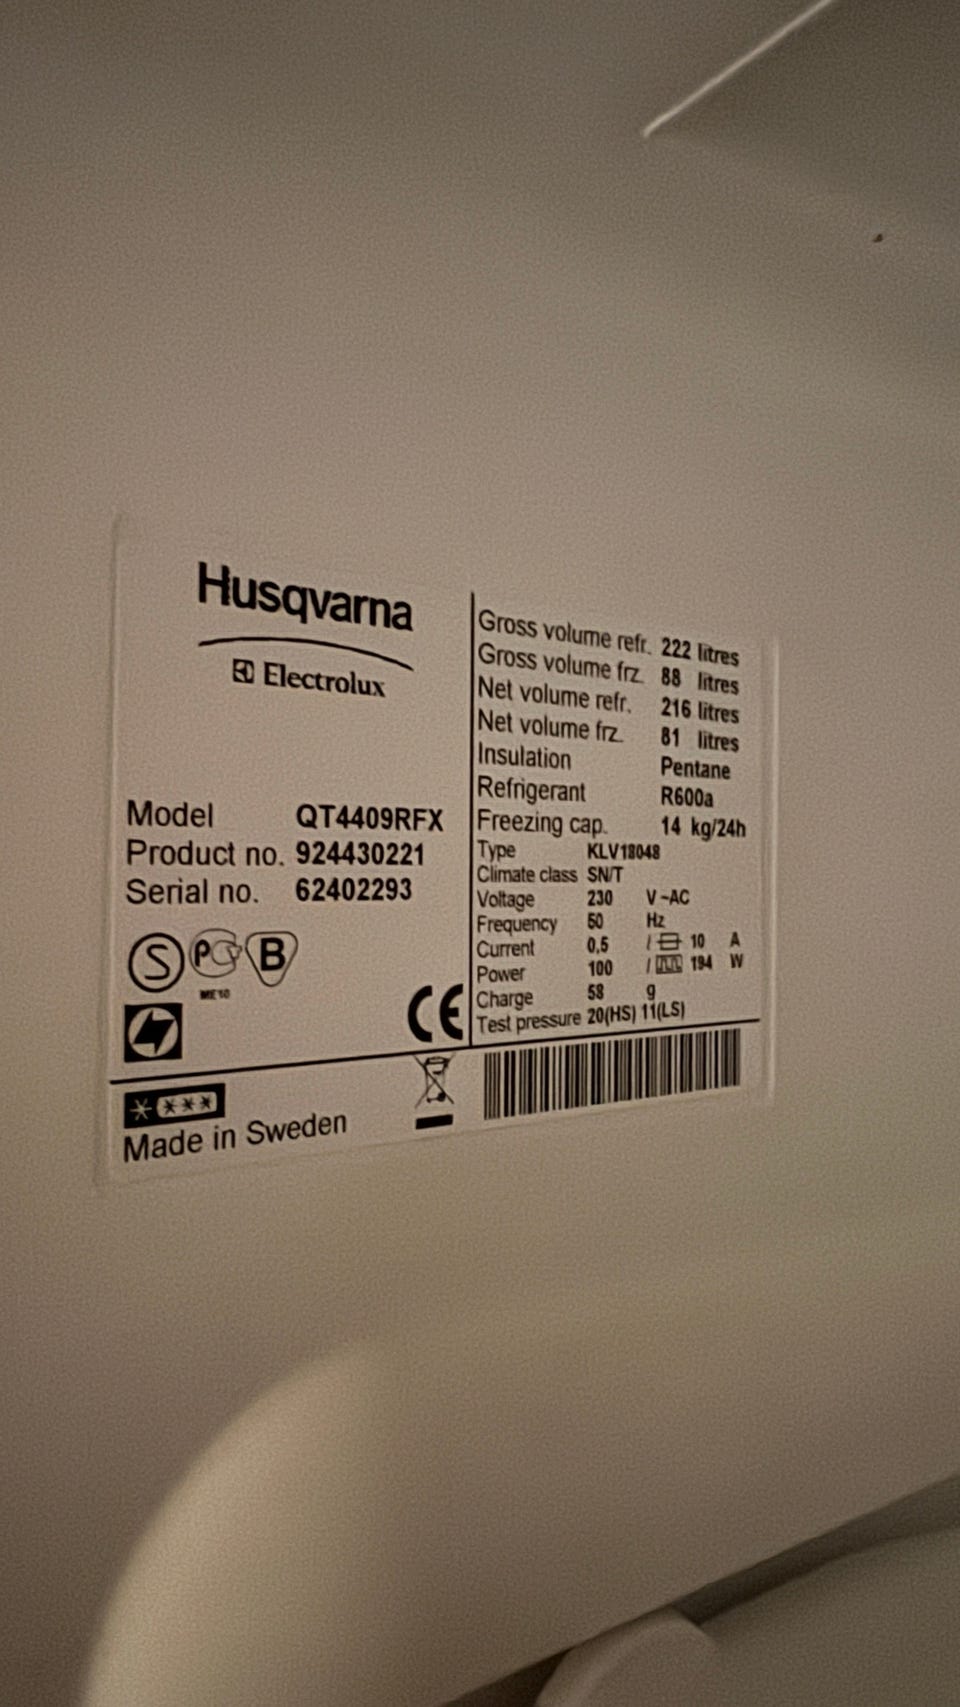 Husqvarna
Electrolux
Model QT4409RFX
Product no. 924430221
Serial no. 62402293
S PG B
ME10
CE
Made in Sweden
Gross volume refr. 222 litres
Gross volume frz. 88 litres
Net volume refr. 216 litres
Net volume frz. 81 litres
Insulation Pentane
Refrigerant R600a
Freezing cap. 14 kg/24h
Type KLV18048
Climate class SN/T
Voltage 230 V ~AC
Frequency 50 Hz
Current 0,5 / 10 A
Power 100 / 194 W
Charge 58 g
Test pressure 20(HS) 11(LS)